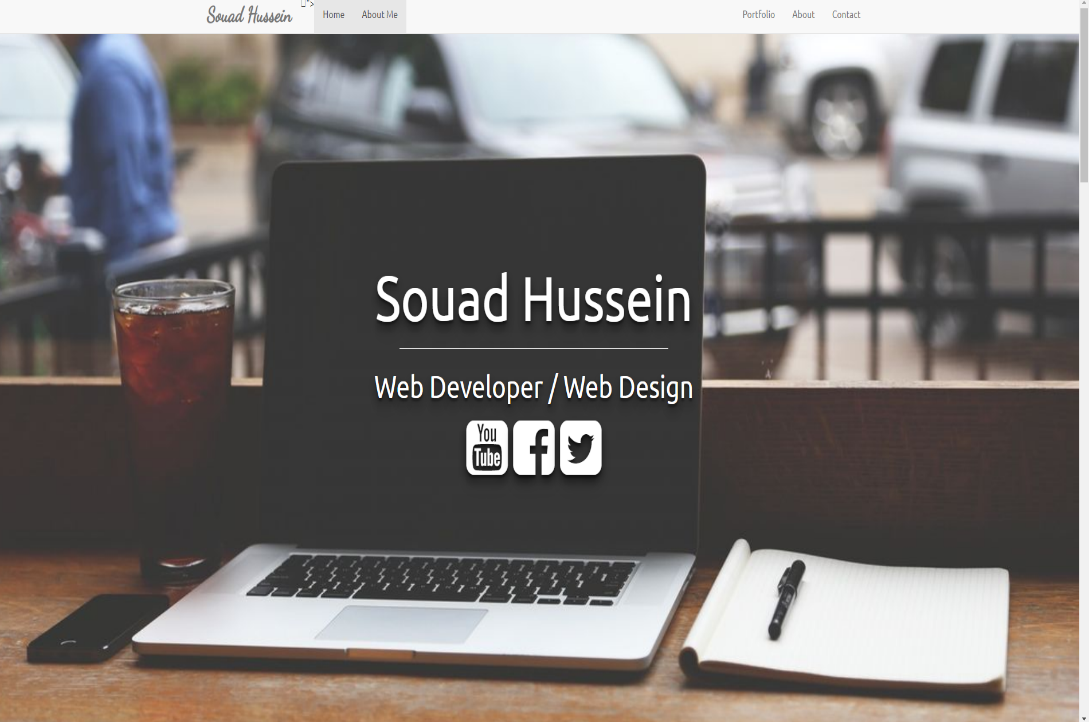 Souad Hussein
">
Home
About Me
Portfolio
About
Contact
Souad Hussein
Web Developer / Web Design
You
Tube